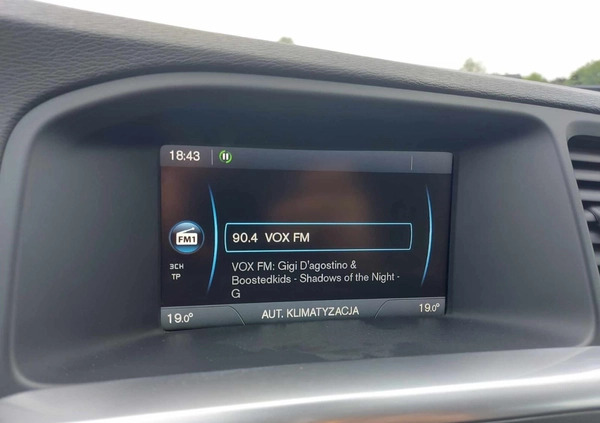 18:43
FM1
90.4 VOX FM
3CH
TP
VOX FM: Gigi D'agostino &
Boostedkids - Shadows of the Night -
G
19.0°
AUT. KLIMATYZACJA
19.0°